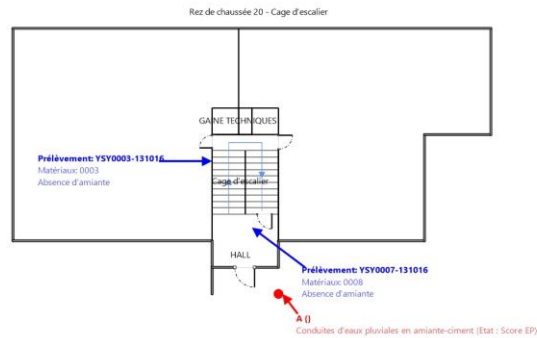 Rez de chaussée 20 - Cage d'escalier
GAINE TECHNIQUES
Prélèvement: YSY0003-131016
Matériaux: 0003
Absence d'amiante
Cage d'escalier
HALL
Prélèvement: YSY0007-131016
Matériaux: 0008
Absence d'amiante
A ()
Conduites d'eaux pluviales en amiante-ciment (Etat : Score EP)